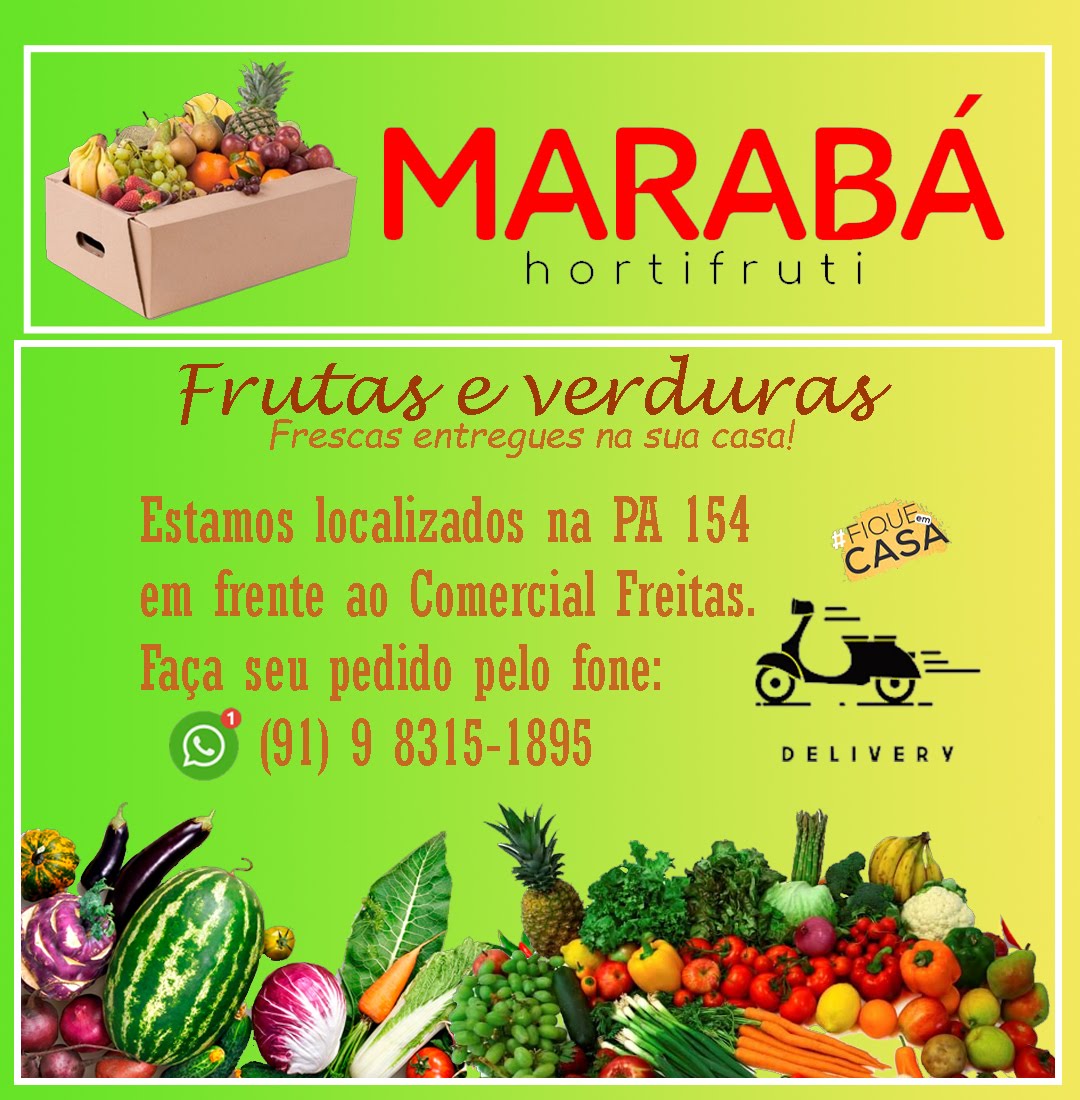 MARABÁ
hortifruti
Frutas e verduras
Frescas entregues na sua casa!
Estamos localizados na PA 154
em frente ao Comercial Freitas.
Faça seu pedido pelo fone:
1
(91) 9 8315-1895
#FIQUE em
CASA
DELIVERY